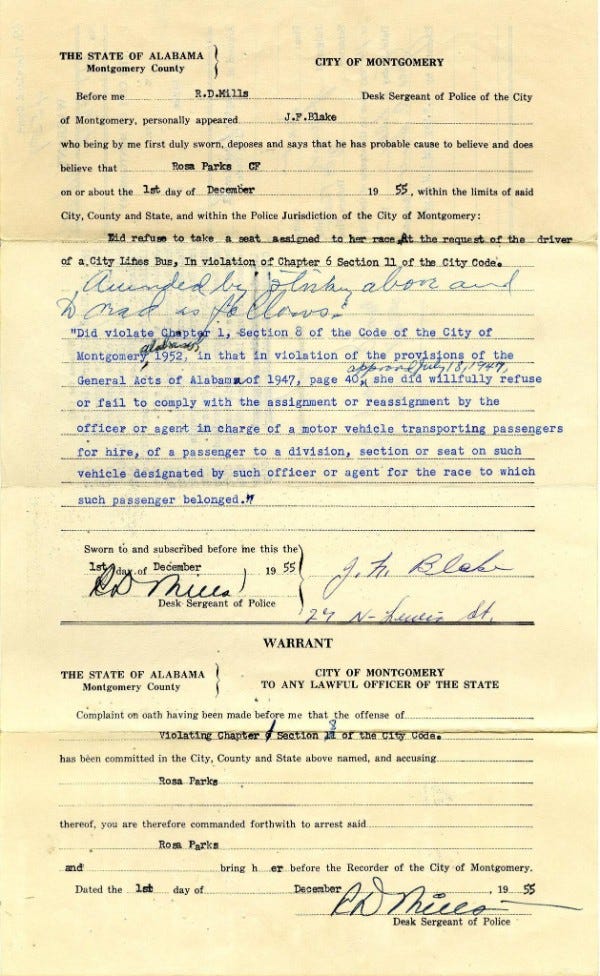 THE STATE OF ALABAMA CITY OF MONTGOMERY
Montgomery County
Before me R.D.Mills Desk Sergeant of Police of the City
of Montgomery, personally appeared J.F.Blake
who being by me first duly sworn, deposes and says that he has probable cause to believe and does
believe that Rosa Parks CF
on or about the 1st day of December 19 55, within the limits of said
City, County and State, and within the Police Jurisdiction of the City of Montgomery:
Did refuse to take a seat assigned to her race, At the request of the driver
of a City Lines Bus, In violation of Chapter 6 Section 11 of the City Code.
Amended by striking above and
to read as follows:
"Did violate Chapter 1, Section 8 of the Code of the City of
Alabama,
Montgomery, 1952, in that in violation of the provisions of the
approved July 18, 1947,
General Acts of Alabama of 1947, page 40, she did willfully refuse
or fail to comply with the assignment or reassignment by the
officer or agent in charge of a motor vehicle transporting passengers
for hire, of a passenger to a division, section or seat on such
vehicle designated by such officer or agent for the race to which
such passenger belonged."
Sworn to and subscribed before me this the
1st day of December 19 55 J. F. Blake
R D Mills
Desk Sergeant of Police 27 N- Lewis St.
WARRANT
THE STATE OF ALABAMA CITY OF MONTGOMERY
Montgomery County TO ANY LAWFUL OFFICER OF THE STATE
Complaint on oath having been made before me that the offense of
Violating Chapter 1 Section 8 of the City Code.
has been committed in the City, County and State above named, and accusing
Rosa Parks
thereof, you are therefore commanded forthwith to arrest said
Rosa Parks
and bring h er before the Recorder of the City of Montgomery.
Dated the 1st day of December, 19 55
R D Mills
Desk Sergeant of Police